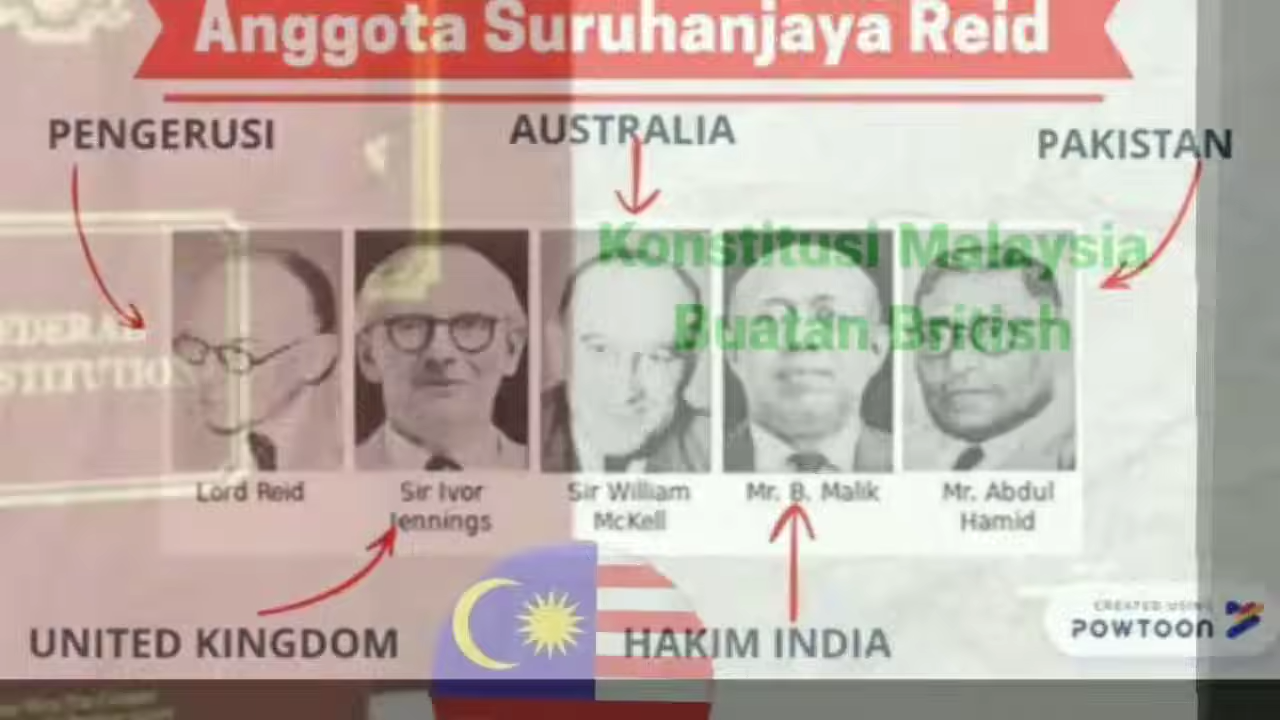 Anggota Suruhanjaya Reid
PENGERUSI
AUSTRALIA
PAKISTAN
Konstitusi Malaysia
Buatan British
FEDERAL
Lord Reid
Sir Ivor
Jennings
Sir William
McKell
Mr. B. Malik
Mr. Abdul
Hamid
UNITED KINGDOM
HAKIM INDIA
CREATED USING
POWTOON